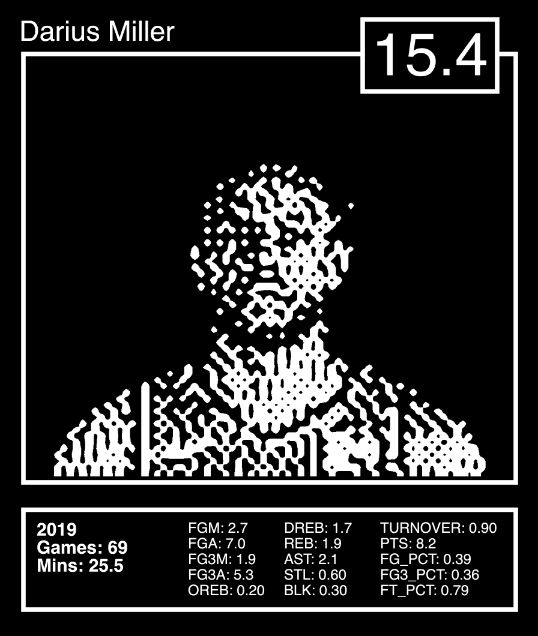 Darius Miller
15.4
2019
Games: 69
Mins: 25.5
FGM: 2.7
FGA: 7.0
FG3M: 1.9
FG3A: 5.3
OREB: 0.20
DREB: 1.7
REB: 1.9
AST: 2.1
STL: 0.60
BLK: 0.30
TURNOVER: 0.90
PTS: 8.2
FG_PCT: 0.39
FG3_PCT: 0.36
FT_PCT: 0.79